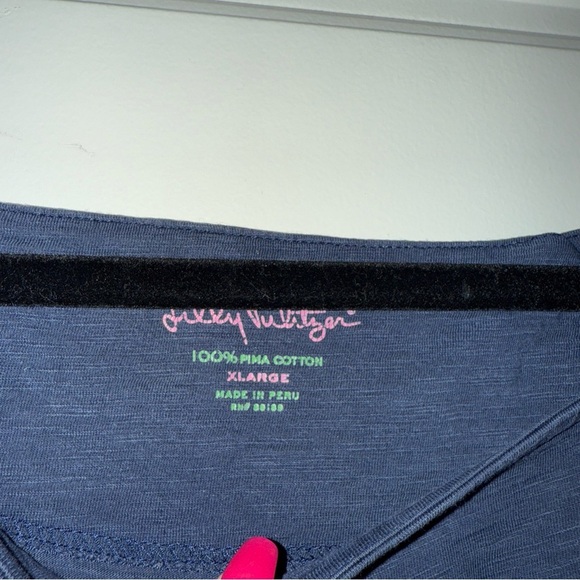 Lilly Pulitzer
100% PIMA COTTON
XLARGE
MADE IN PERU